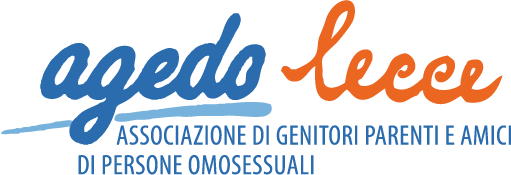 agedo lecce
ASSOCIAZIONE DI GENITORI PARENTI E AMICI
DI PERSONE OMOSESSUALI